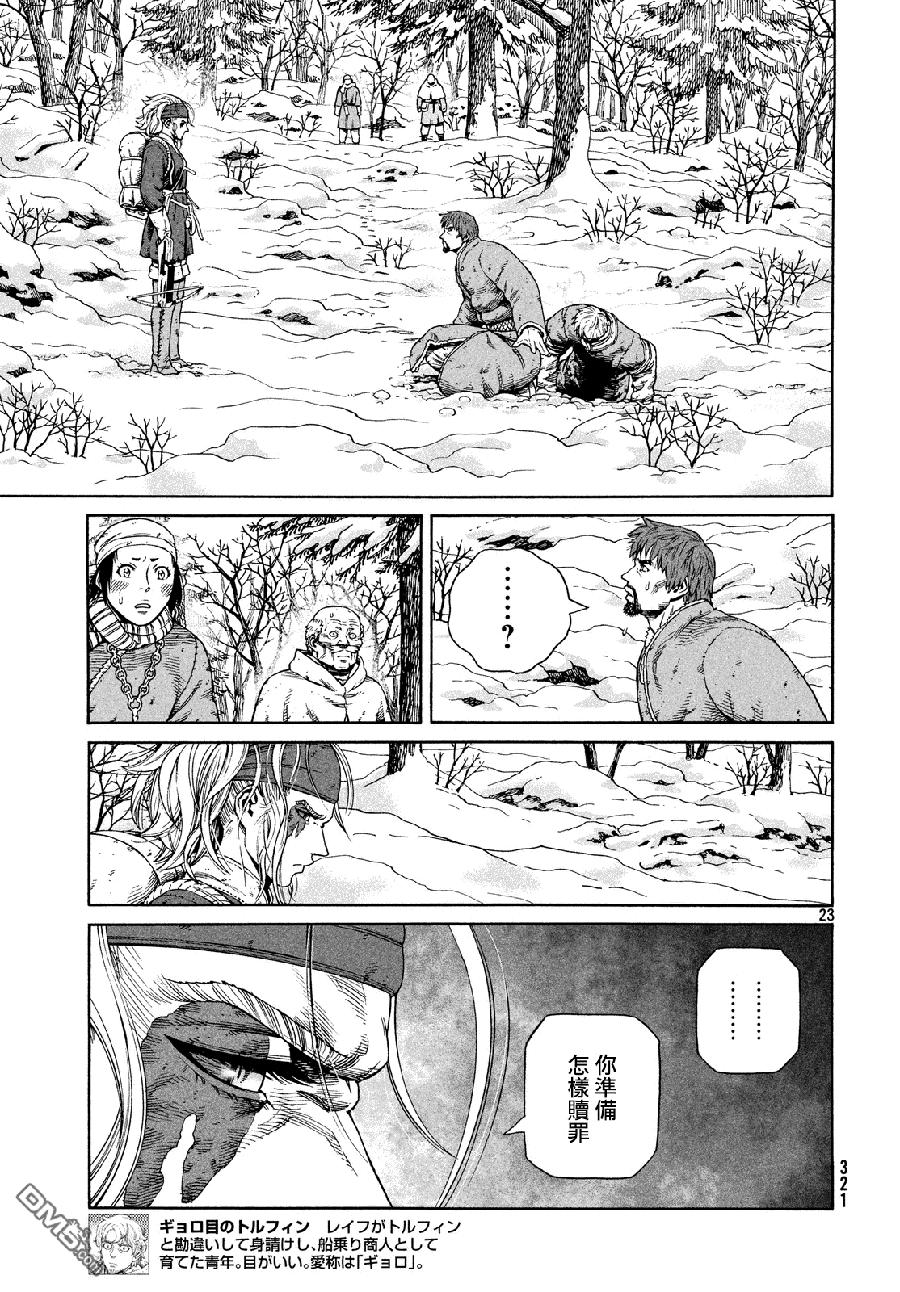 ………?
23
………
………
你準備
怎樣贖罪
321
ギョロ目のトルフィン　レイフがトルフィン
と勘違いして身請けし、船乗り商人として
育てた青年。目がいい。愛称は「ギョロ」。
DM5.COM